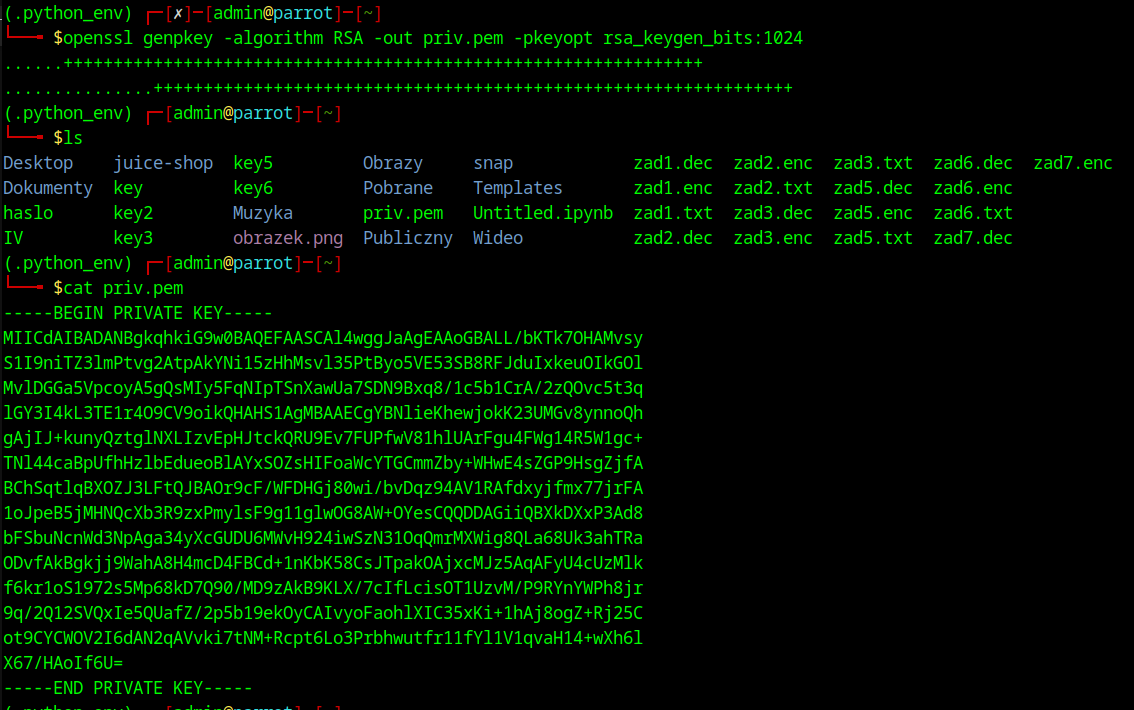 (.python_env) ┌─[✗]─[admin@parrot]─[~]
└──╼ $openssl genpkey -algorithm RSA -out priv.pem -pkeyopt rsa_keygen_bits:1024
......++++++++++++++++++++++++++++++++++++++++++++++++++++++++++++++++
...............++++++++++++++++++++++++++++++++++++++++++++++++++++++++++++++++
(.python_env) ┌─[admin@parrot]─[~]
└──╼ $ls
Desktop    juice-shop  key5         Obrazy     snap            zad1.dec  zad2.enc  zad3.txt  zad6.dec  zad7.enc
Dokumenty  key         key6         Pobrane    Templates       zad1.enc  zad2.txt  zad5.dec  zad6.enc
haslo      key2        Muzyka       priv.pem   Untitled.ipynb  zad1.txt  zad3.dec  zad5.enc  zad6.txt
IV         key3        obrazek.png  Publiczny  Wideo           zad2.dec  zad3.enc  zad5.txt  zad7.dec
(.python_env) ┌─[admin@parrot]─[~]
└──╼ $cat priv.pem
-----BEGIN PRIVATE KEY-----
MIICdAIBADANBgkqhkiG9w0BAQEFAASCAl4wggJaAgEAAoGBALL/bKTk7OHAMvsy
S1I9niTZ3lmPtvg2AtpAkYNi15zHhMsvl35PtByo5VE53SB8RFJduIxkeuOIkGOl
MvlDGGa5VpcoyA5gQsMIy5FqNIpTSnXawUa7SDN9Bxq8/1c5b1CrA/2zQOvc5t3q
lGY3I4kL3TE1r4O9CV9oikQHAHS1AgMBAAECgYBNlieKhewjokK23UMGv8ynnoQh
gAjIJ+kunyQztglNXLIzvEpHJtckQRU9Ev7FUPfwV81hlUArFgu4FWg14R5W1gc+
TNl44caBpUfhHzlbEdueoBlAYxSOZsHIFoaWcYTGCmmZby+WHwE4sZGP9HsgZjfA
BChSqtlqBXOZJ3LFtQJBAOr9cF/WFDHGj80wi/bvDqz94AV1RAfdxyjfmx77jrFA
1oJpeB5jMHNQcXb3R9zxPmylsF9g11glwOG8AW+OYesCQQDDAGiiQBXkDXxP3Ad8
bFSbuNcnWd3NpAga34yXcGUDU6MWvH924iwSzN31OqQmrMXWig8QLa68Uk3ahTRa
ODvfAkBgkjj9WahA8H4mcD4FBCd+1nKbK58CsJTpakOAjxcMJz5AqAFyU4cUzMlk
f6kr1oS1972s5Mp68kD7Q90/MD9zAkB9KLX/7cIfLcisOT1UzvM/P9RYnYWPh8jr
9q/2Q12SVQxIe5QUafZ/2p5b19ekOyCAIvyoFaohlXIC35xKi+1hAj8ogZ+Rj25C
ot9CYCWOV2I6dAN2qAVvki7tNM+Rcpt6Lo3Prbhwutfr11fYl1V1qvaH14+wXh6l
X67/HAoIf6U=
-----END PRIVATE KEY-----